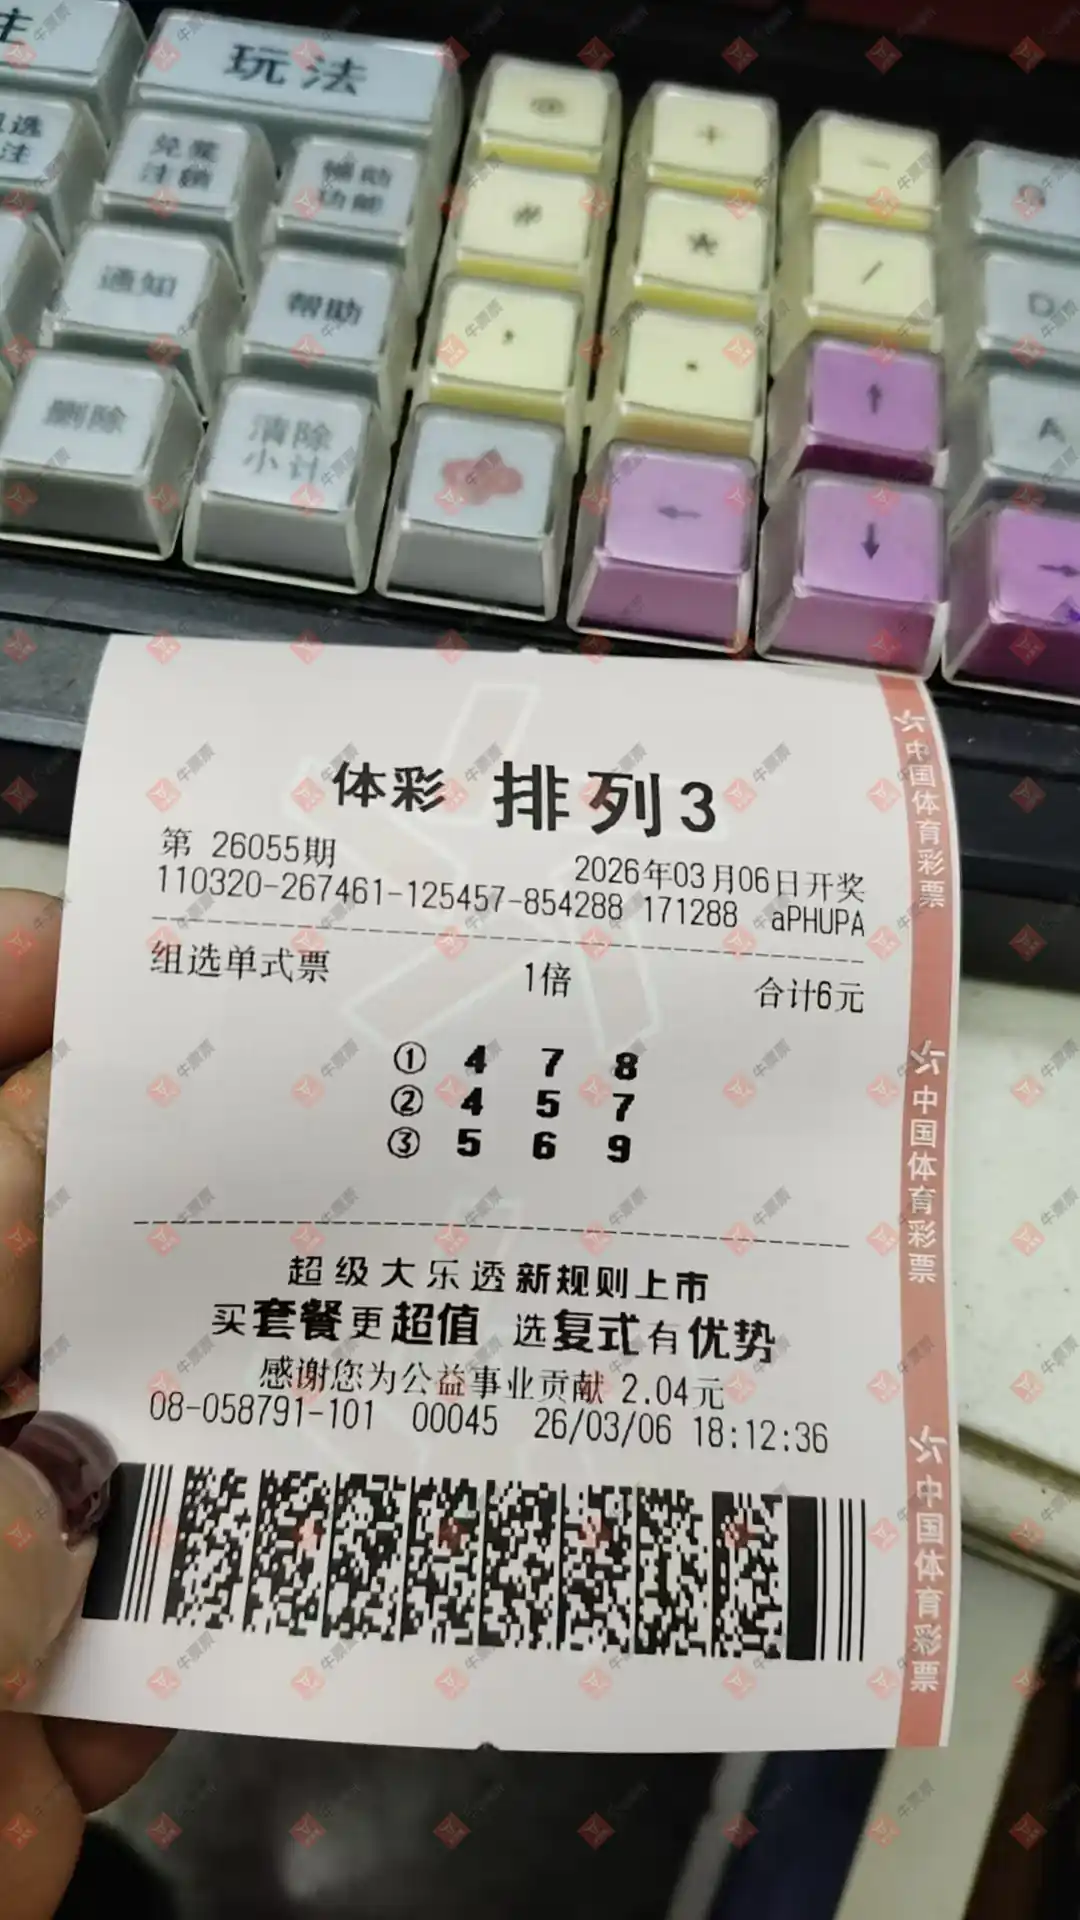 主
玩法
组选
注
兑奖
注销
辅助
功能
@
+
-
S
通知
帮助
#
*
/
D
删除
清除
小计
,
.
↑
A
←
↓
→
体彩 排列3
第 26055期
2026年03月06日开奖
110320-267461-125457-854288 171288 aPHUPA
组选单式票 1倍 合计6元
① 4 7 8
② 4 5 7
③ 5 6 9
超级大乐透新规则上市
买套餐更超值 选复式有优势
感谢您为公益事业贡献 2.04元
08-058791-101 00045 26/03/06 18:12:36
中国体育彩票
中国体育彩票
中国体育彩票
牛票票